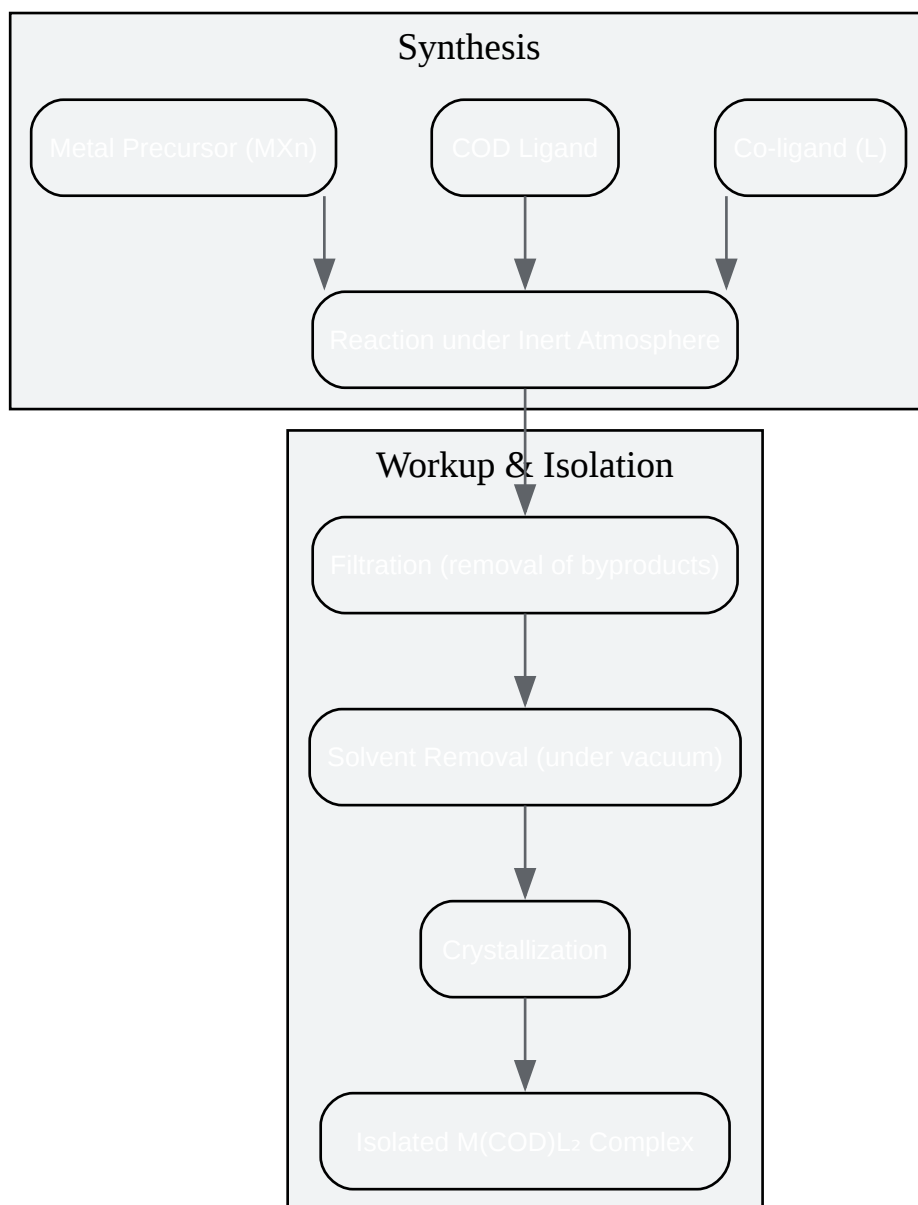 Synthesis
Metal Precursor (MXn)
COD Ligand
Co-ligand (L)
Reaction under Inert Atmosphere
Workup & Isolation
Filtration (removal of byproducts)
Solvent Removal (under vacuum)
Crystallization
Isolated M(COD)L₂ Complex